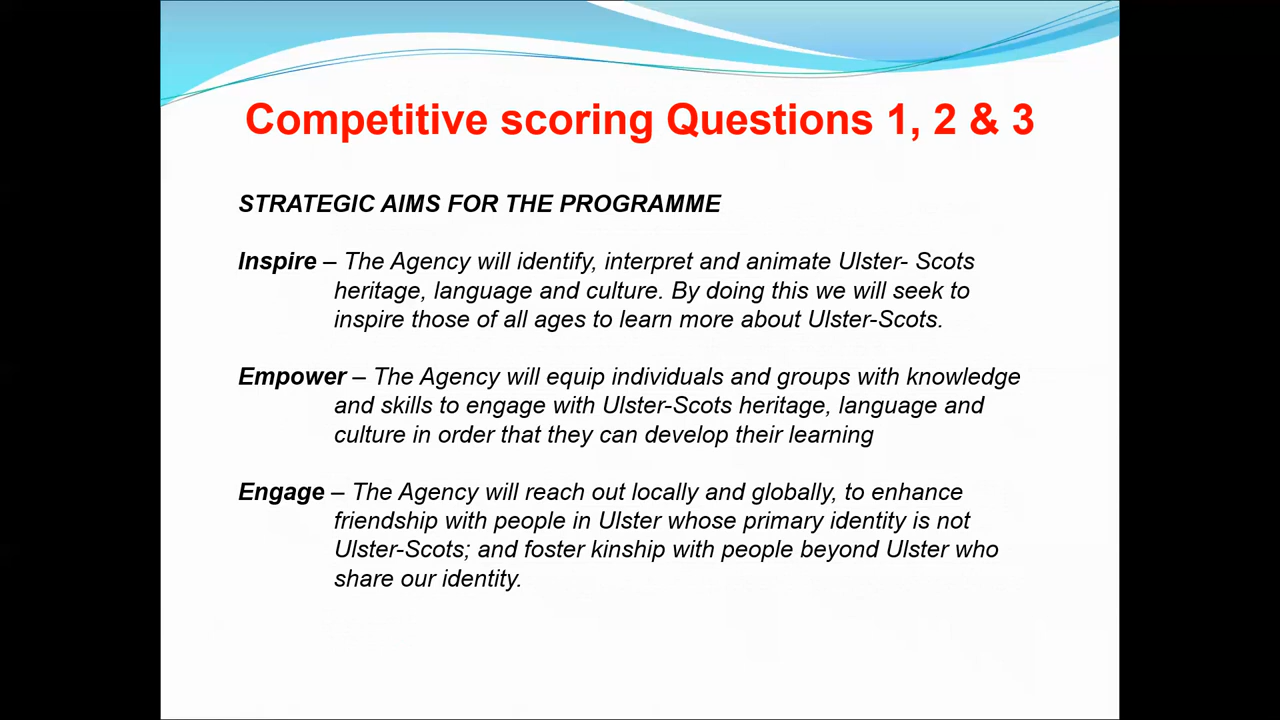 Competitive scoring Questions 1, 2 & 3
STRATEGIC AIMS FOR THE PROGRAMME
Inspire – The Agency will identify, interpret and animate Ulster- Scots
heritage, language and culture. By doing this we will seek to
inspire those of all ages to learn more about Ulster-Scots.
Empower – The Agency will equip individuals and groups with knowledge
and skills to engage with Ulster-Scots heritage, language and
culture in order that they can develop their learning
Engage – The Agency will reach out locally and globally, to enhance
friendship with people in Ulster whose primary identity is not
Ulster-Scots; and foster kinship with people beyond Ulster who
share our identity.